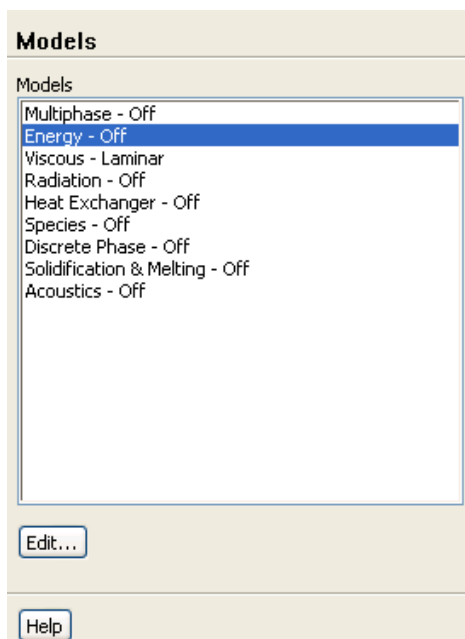 Models
Models
Multiphase - Off
Energy - Off
Viscous - Laminar
Radiation - Off
Heat Exchanger - Off
Species - Off
Discrete Phase - Off
Solidification & Melting - Off
Acoustics - Off
Edit...
Help